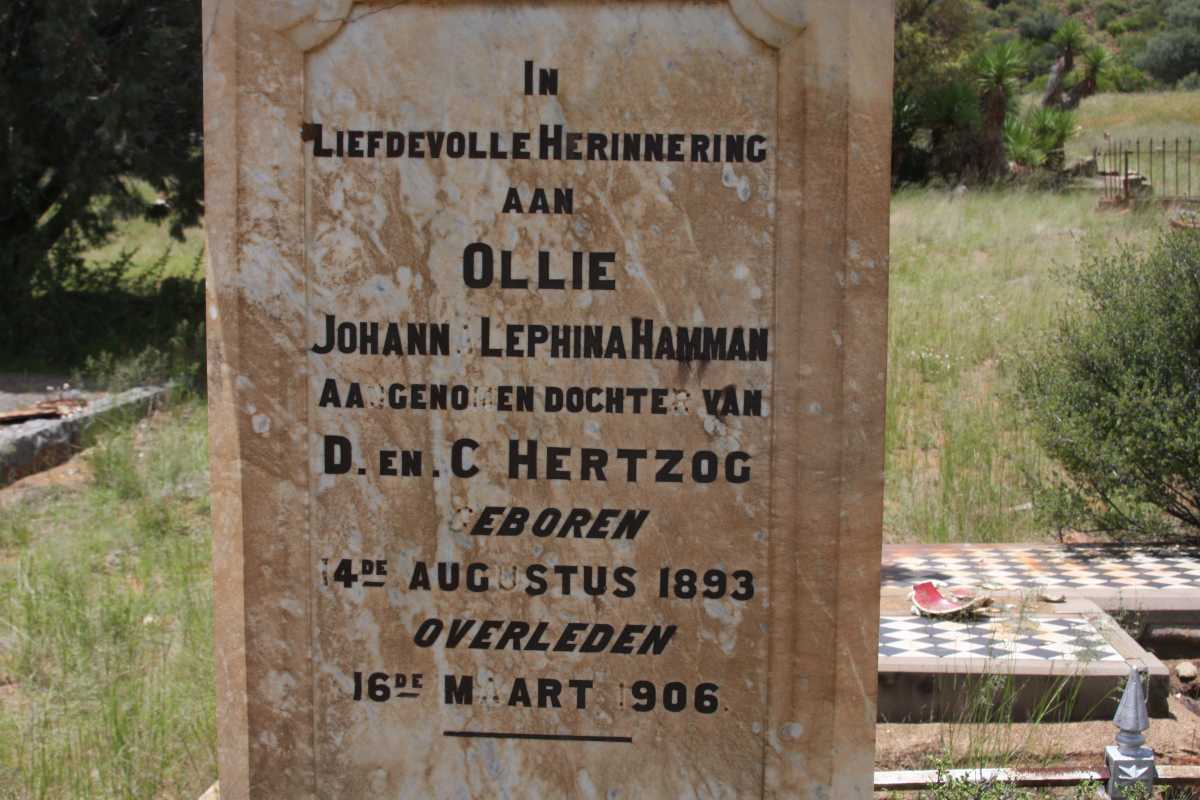 IN
LIEFDEVOLLE HERINNERING
AAN
OLLIE
JOHANNA LEPHINA HAMMAN
AANGENOMEN DOCHTER VAN
D. EN. C HERTZOG
GEBOREN
14DE AUGUSTUS 1893
OVERLEDEN
16DE MAART 1906.